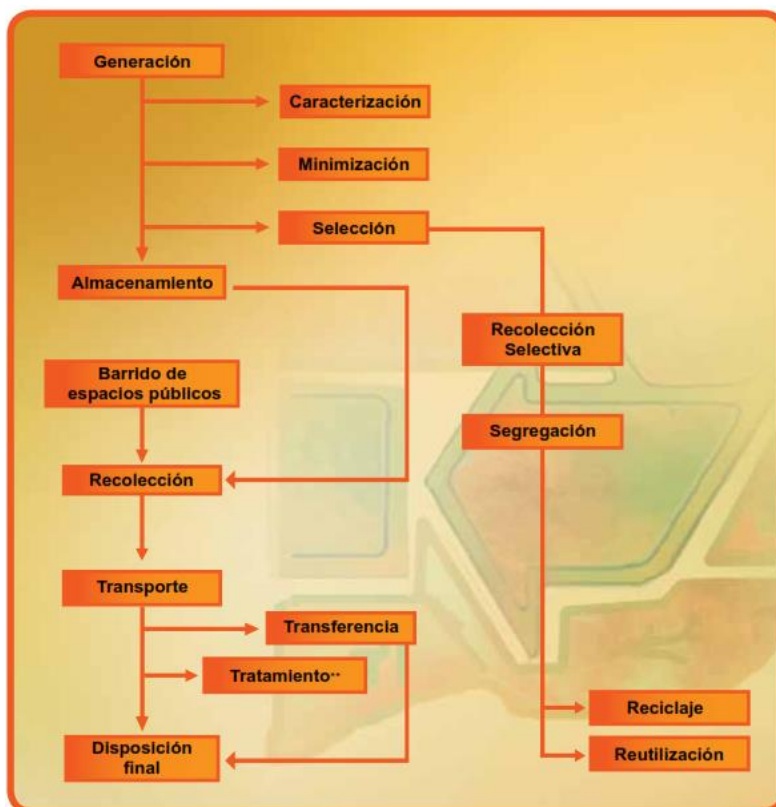 Generación
Caracterización
Minimización
Selección
Almacenamiento
Recolección
Selectiva
Barrido de
espacios públicos
Segregación
Recolección
Transporte
Transferencia
Tratamiento**
Reciclaje
Disposición
final
Reutilización